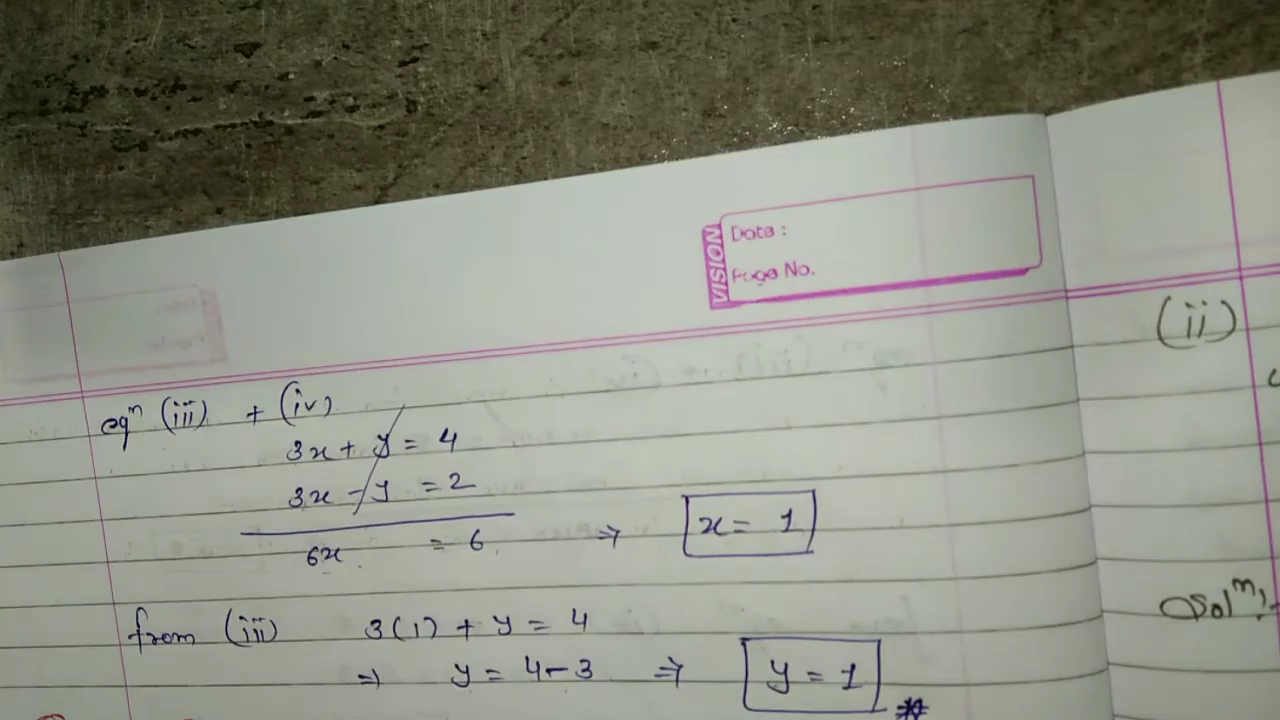 VISION
Date :
Page No.
eqⁿ (iii) + (iv)
3x + y = 4
3x - y = 2
6x = 6 ⇒ x = 1
from (iii) 3(1) + y = 4
⇒ y = 4-3 ⇒ y = 1
(ii)
Solⁿ:-